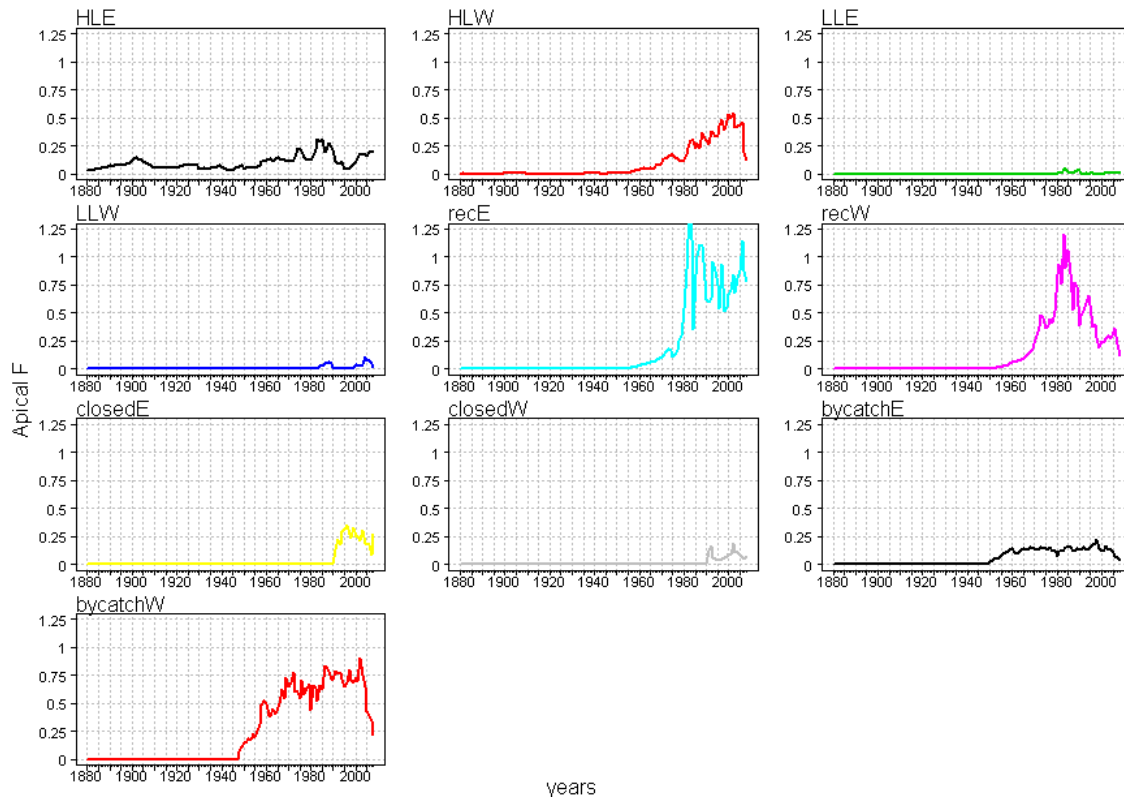 HLE HLW LLE
1.25 1.25 1.25
1 1 1
0.75 0.75 0.75
0.5 0.5 0.5
0.25 0.25 0.25
0 0 0
1880 1900 1920 1940 1960 1980 2000 1880 1900 1920 1940 1960 1980 2000 1880 1900 1920 1940 1960 1980 2000
LLW recE recW
1.25 1.25 1.25
1 1 1
0.75 0.75 0.75
0.5 0.5 0.5
0.25 0.25 0.25
0 0 0
1880 1900 1920 1940 1960 1980 2000 1880 1900 1920 1940 1960 1980 2000 1880 1900 1920 1940 1960 1980 2000
Apical F
closedE closedW bycatchE
1.25 1.25 1.25
1 1 1
0.75 0.75 0.75
0.5 0.5 0.5
0.25 0.25 0.25
0 0 0
1880 1900 1920 1940 1960 1980 2000 1880 1900 1920 1940 1960 1980 2000 1880 1900 1920 1940 1960 1980 2000
bycatchW
1.25
1
0.75
0.5
0.25
0
1880 1900 1920 1940 1960 1980 2000
years